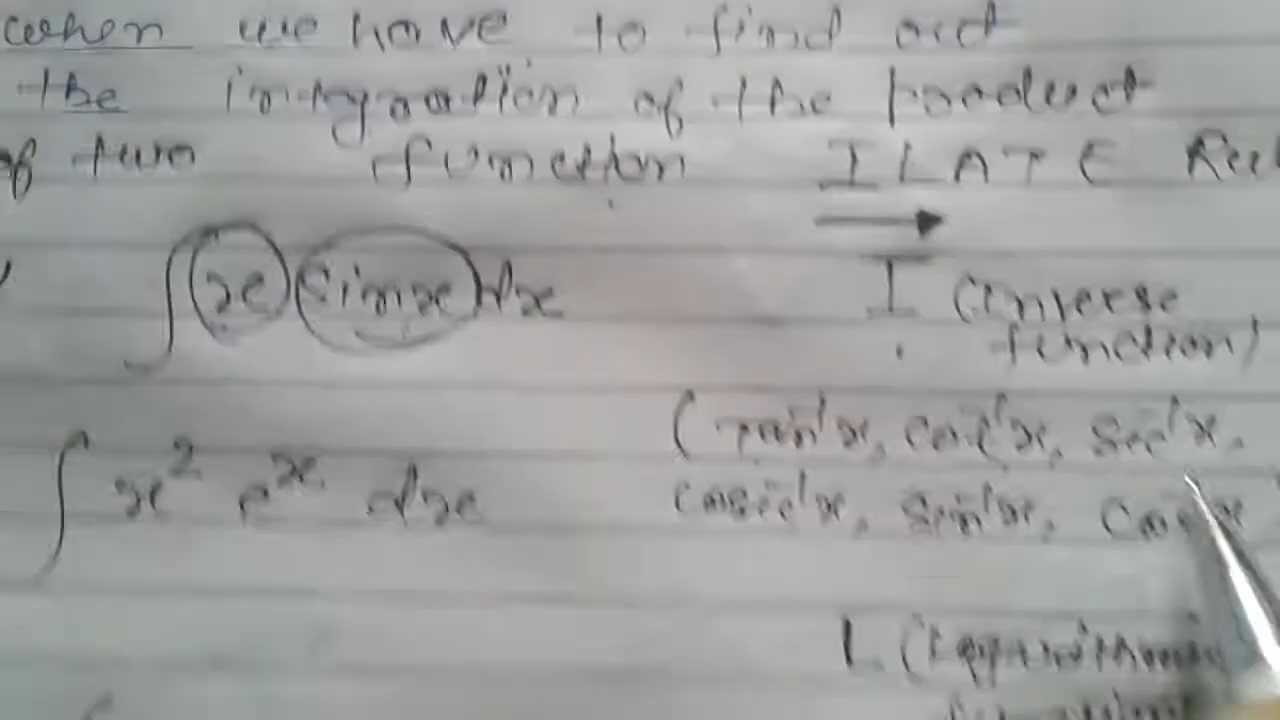 when we have to find out
the integration of the product
of two function ILATE Rul
∫ x sinx dx
I (Inverse
function)
∫ x² eˣ dx
(tan⁻¹x, cot⁻¹x, sec⁻¹x,
cosec⁻¹x, sin⁻¹x, cos⁻¹x
L (Logarithmic